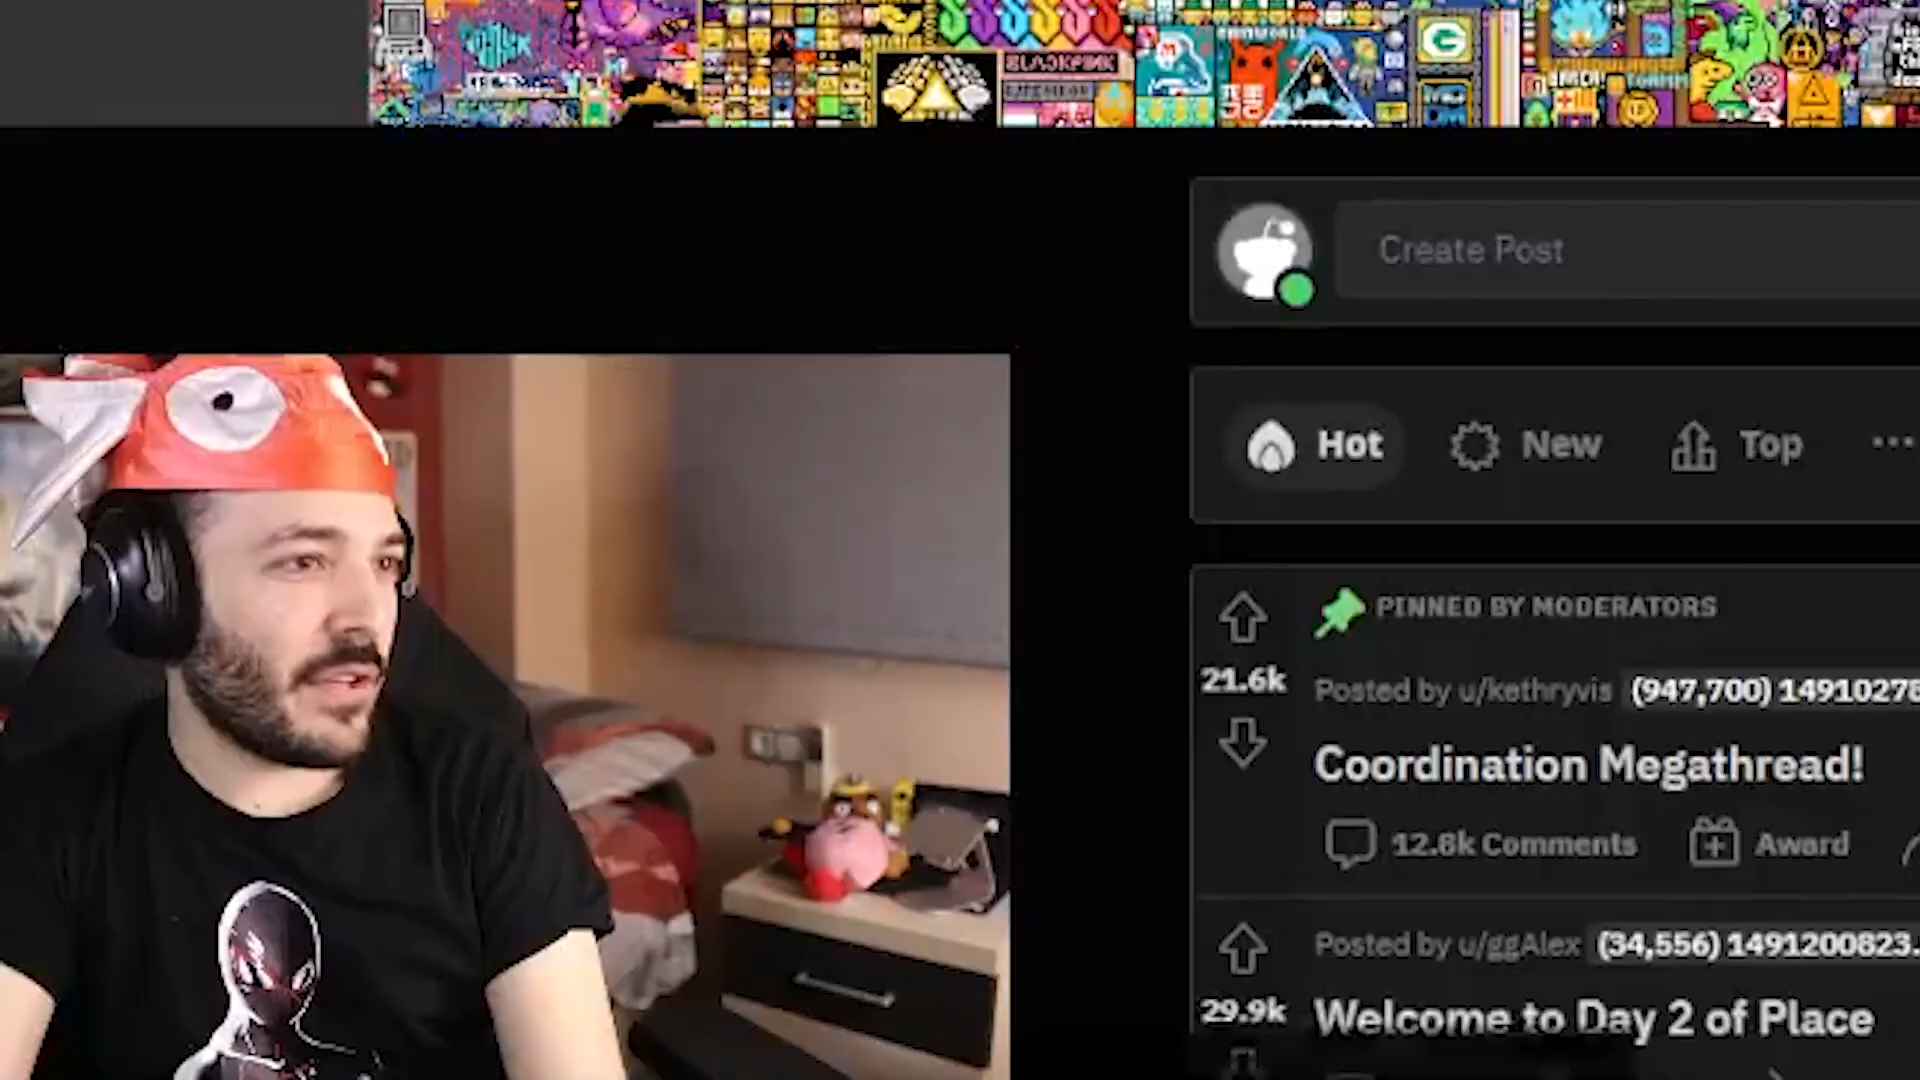 BLACKPINK
Create Post
Hot
New
Top
PINNED BY MODERATORS
21.6k
Posted by u/kethryvis (947,700) 14910278
Coordination Megathread!
12.8k Comments
Award
Posted by u/ggAlex (34,556) 1491200823.
29.9k
Welcome to Day 2 of Place